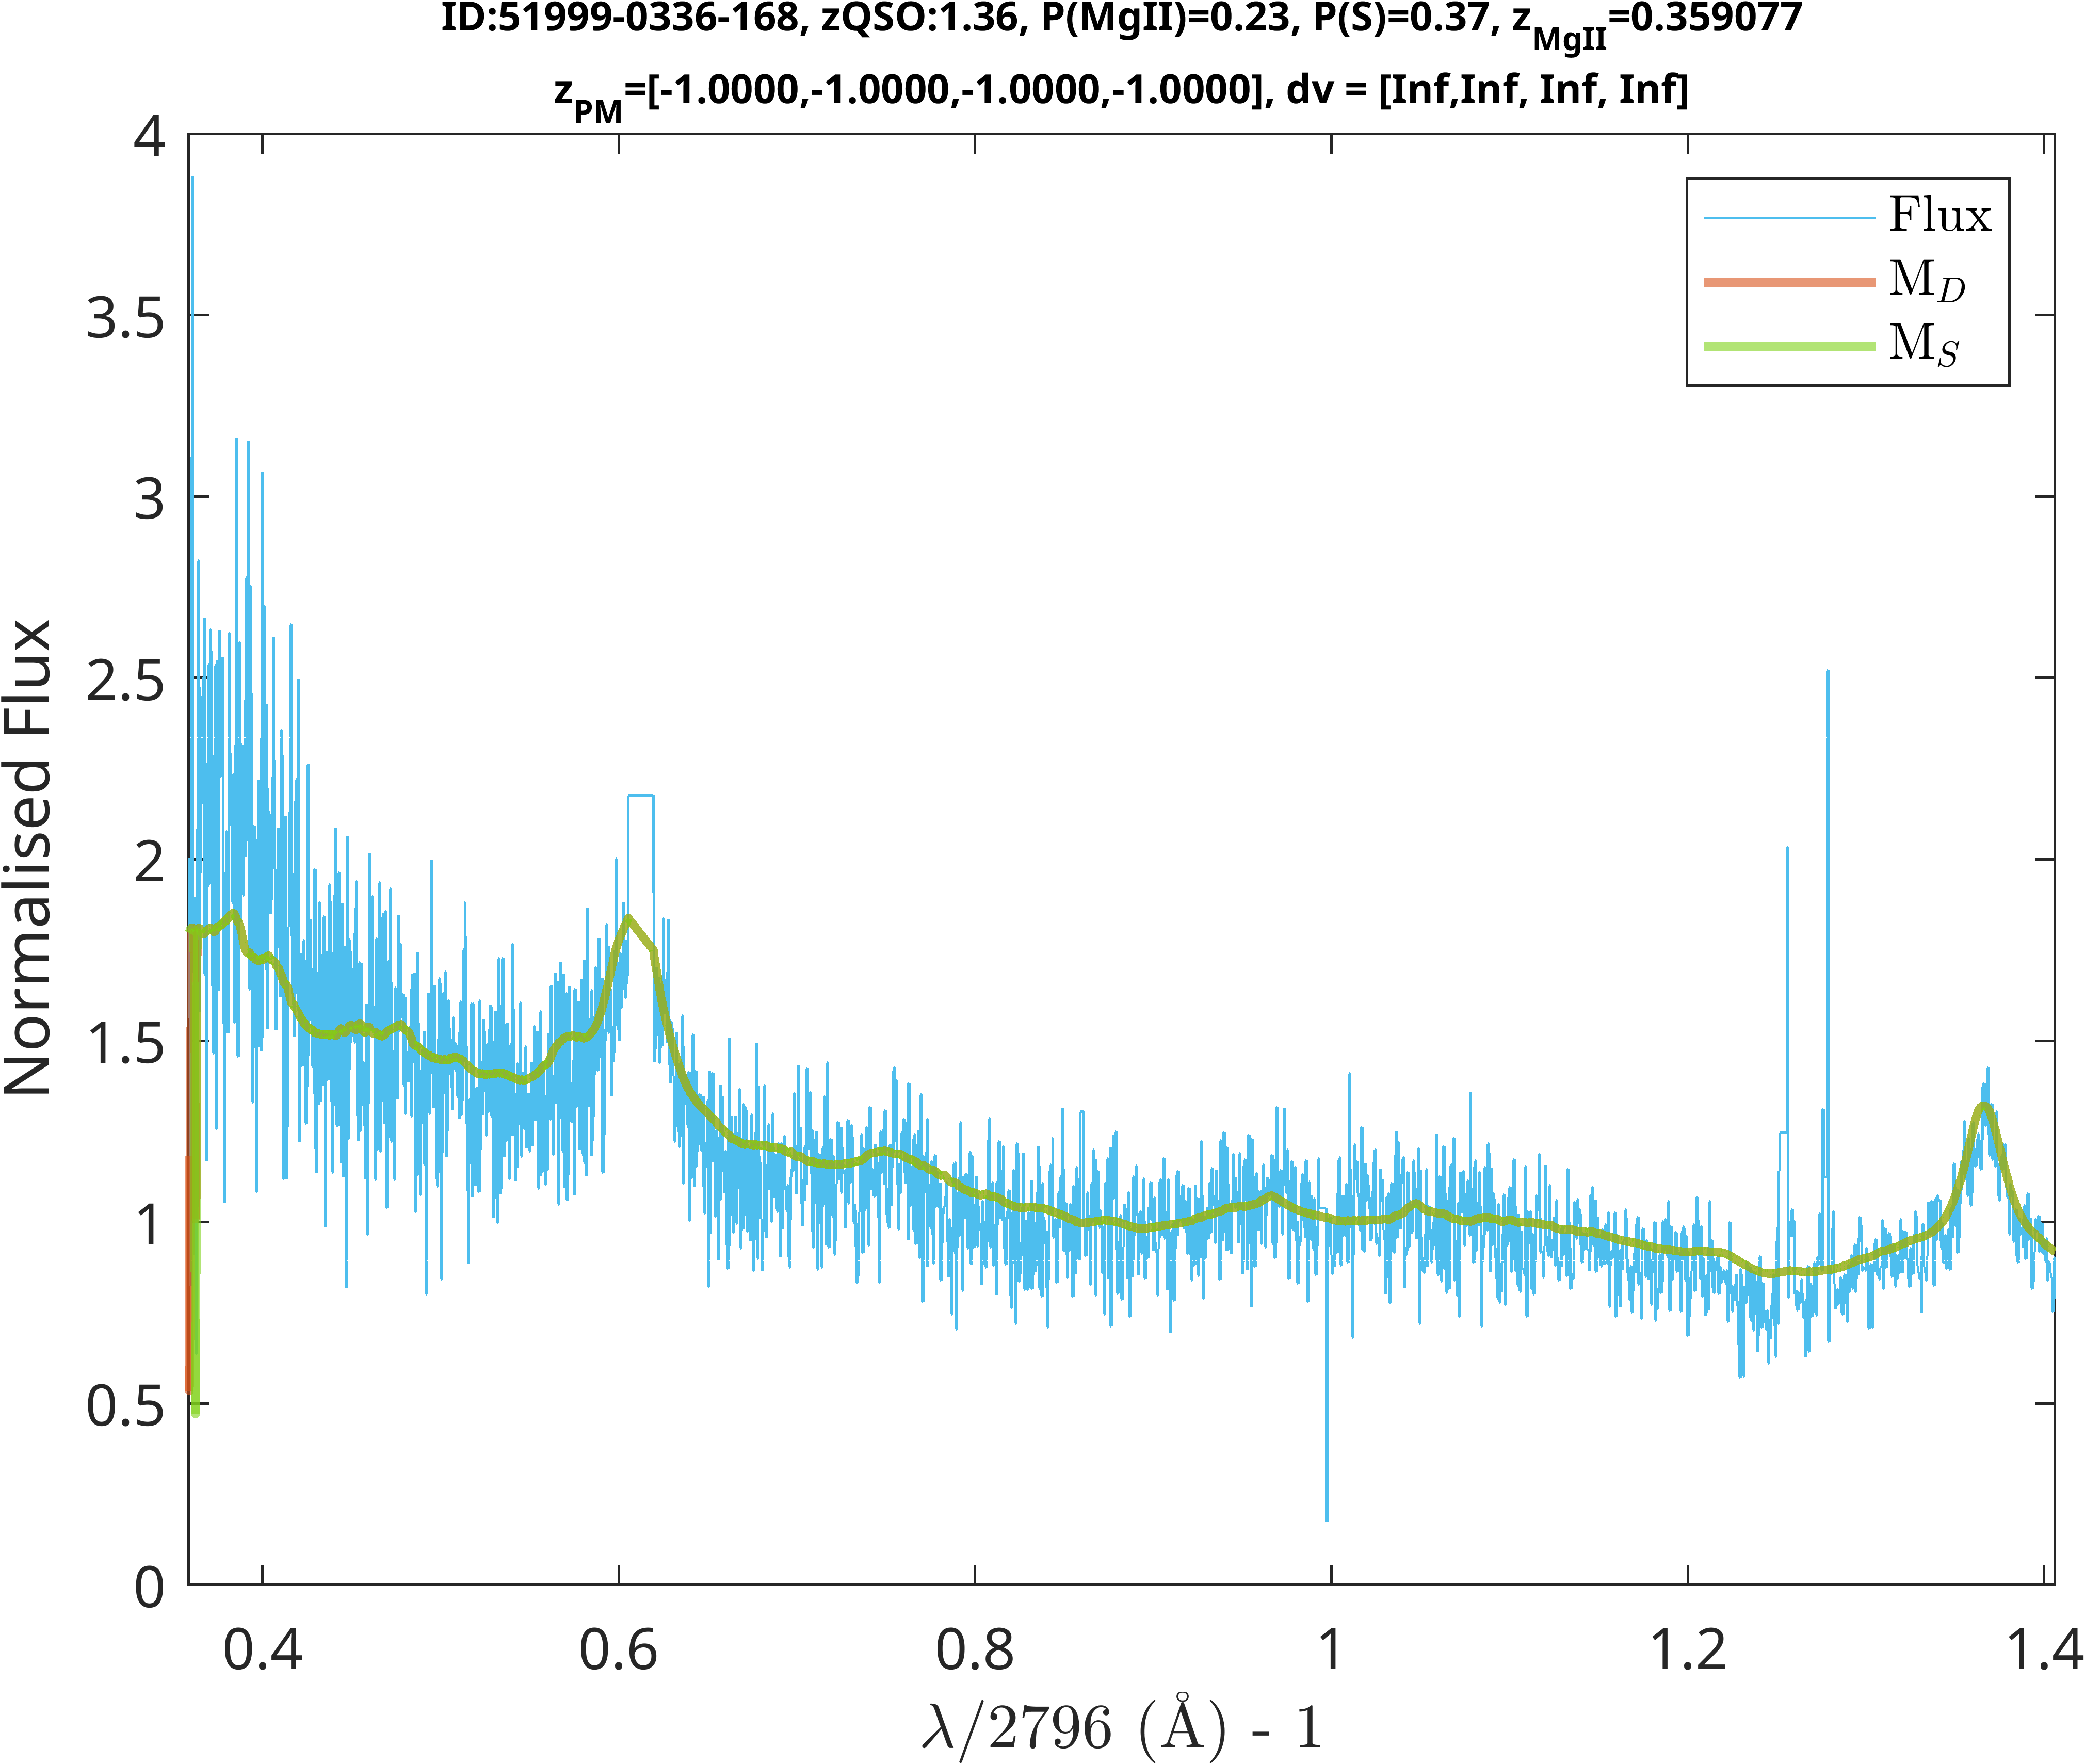 ID:51999-0336-168, zQSO:1.36, P(MgII)=0.23, P(S)=0.37, zMgII=0.359077
zPM=[-1.0000,-1.0000,-1.0000,-1.0000], dv = [Inf,Inf, Inf, Inf]
4
3.5
3
2.5
2
1.5
1
0.5
0
Normalised Flux
Flux
MD
MS
0.4
0.6
0.8
1
1.2
1.4
λ/2796 (Å) - 1